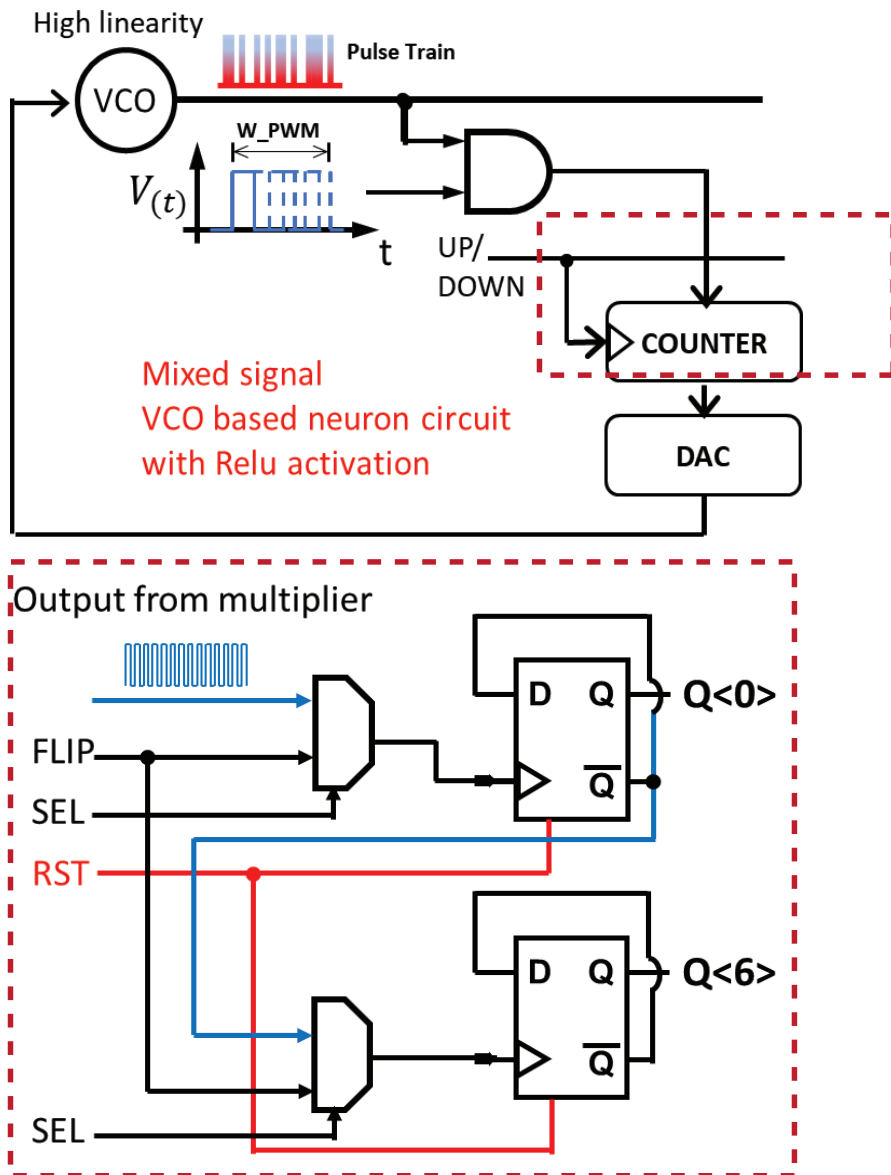 High linearity
VCO
Pulse Train
W_PWM
V(t)
t
UP/
DOWN
COUNTER
DAC
Mixed signal
VCO based neuron circuit
with Relu activation
Output from multiplier
FLIP
SEL
RST
D Q
Q̅
Q<0>
D Q
Q̅
Q<6>
SEL